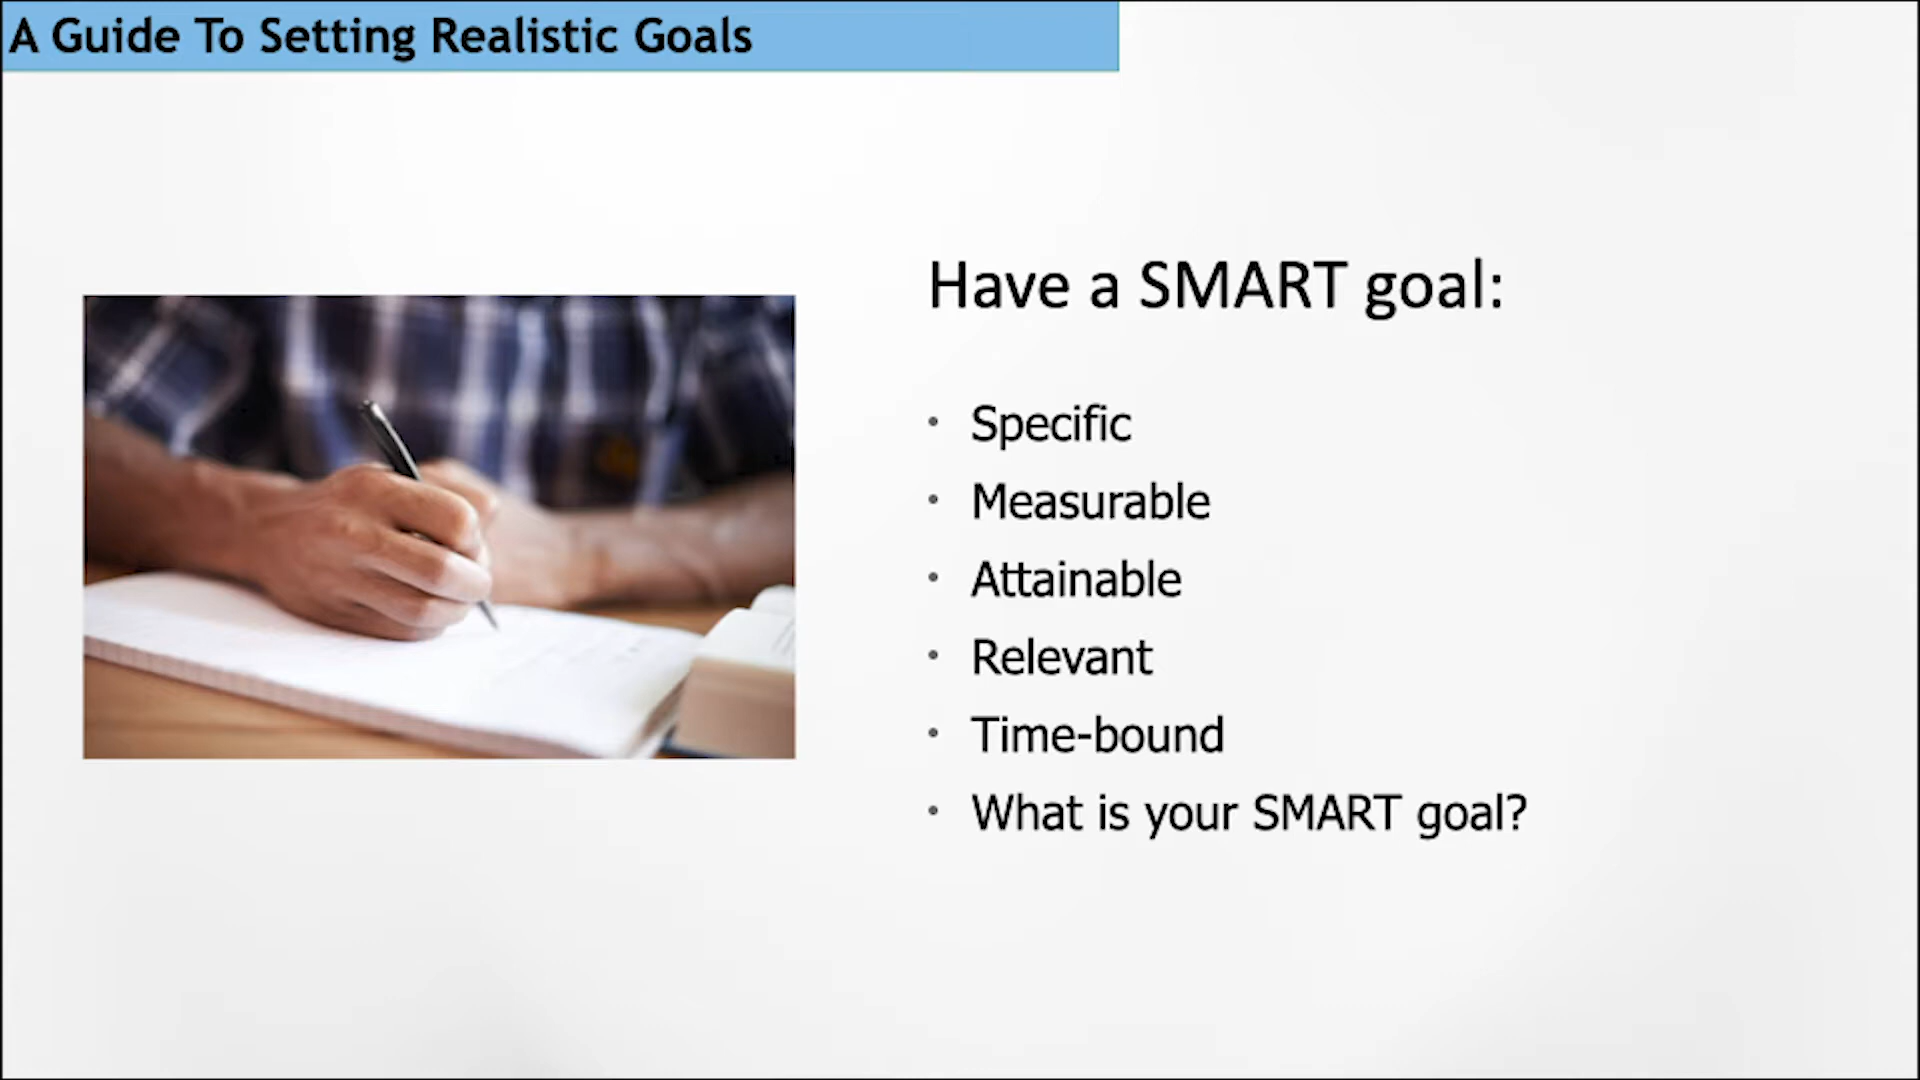 A Guide To Setting Realistic Goals
Have a SMART goal:
• Specific
• Measurable
• Attainable
• Relevant
• Time-bound
• What is your SMART goal?